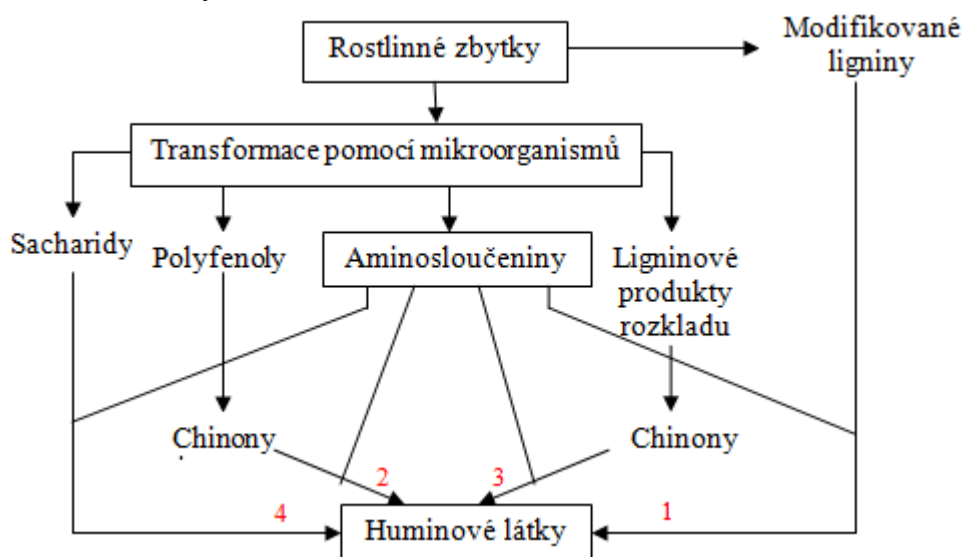 Rostlinné zbytky
Modifikované
ligniny
Transformace pomocí mikroorganismů
Sacharidy
Polyfenoly
Aminosloučeniny
Ligninové
produkty
rozkladu
Chinony
Chinony
2
3
4
1
Huminové látky